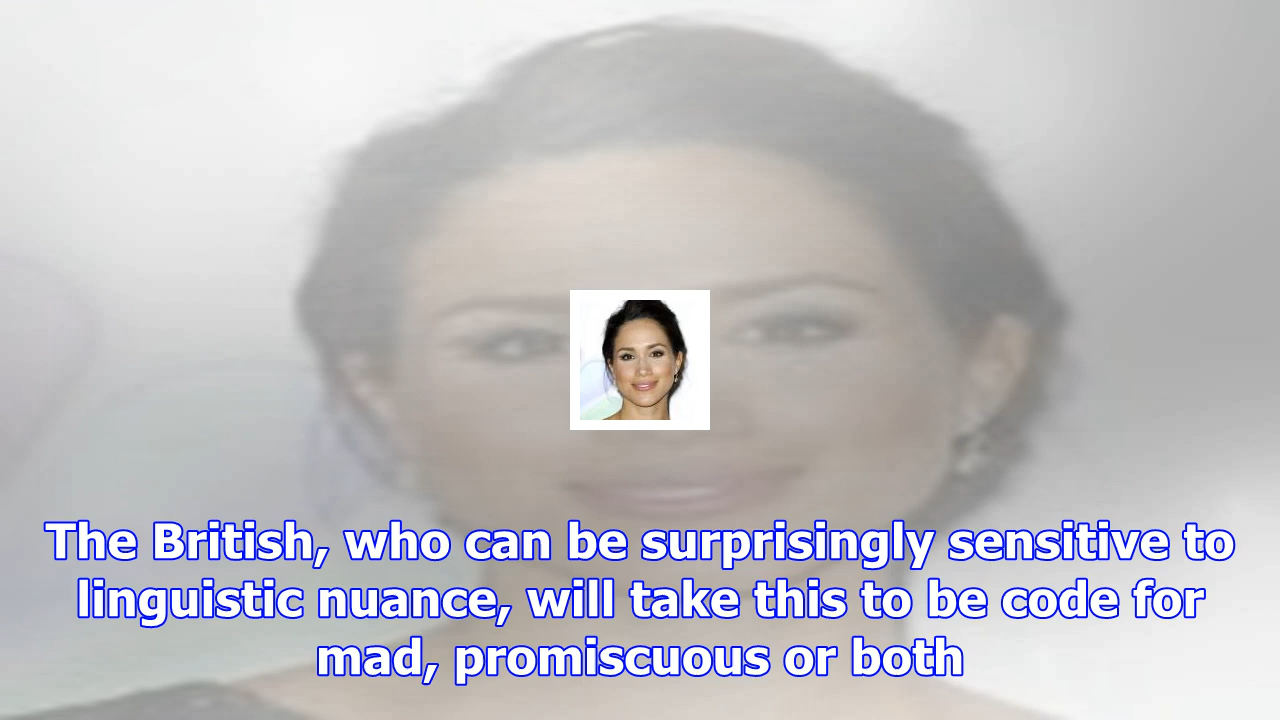 The British, who can be surprisingly sensitive to
linguistic nuance, will take this to be code for
mad, promiscuous or both